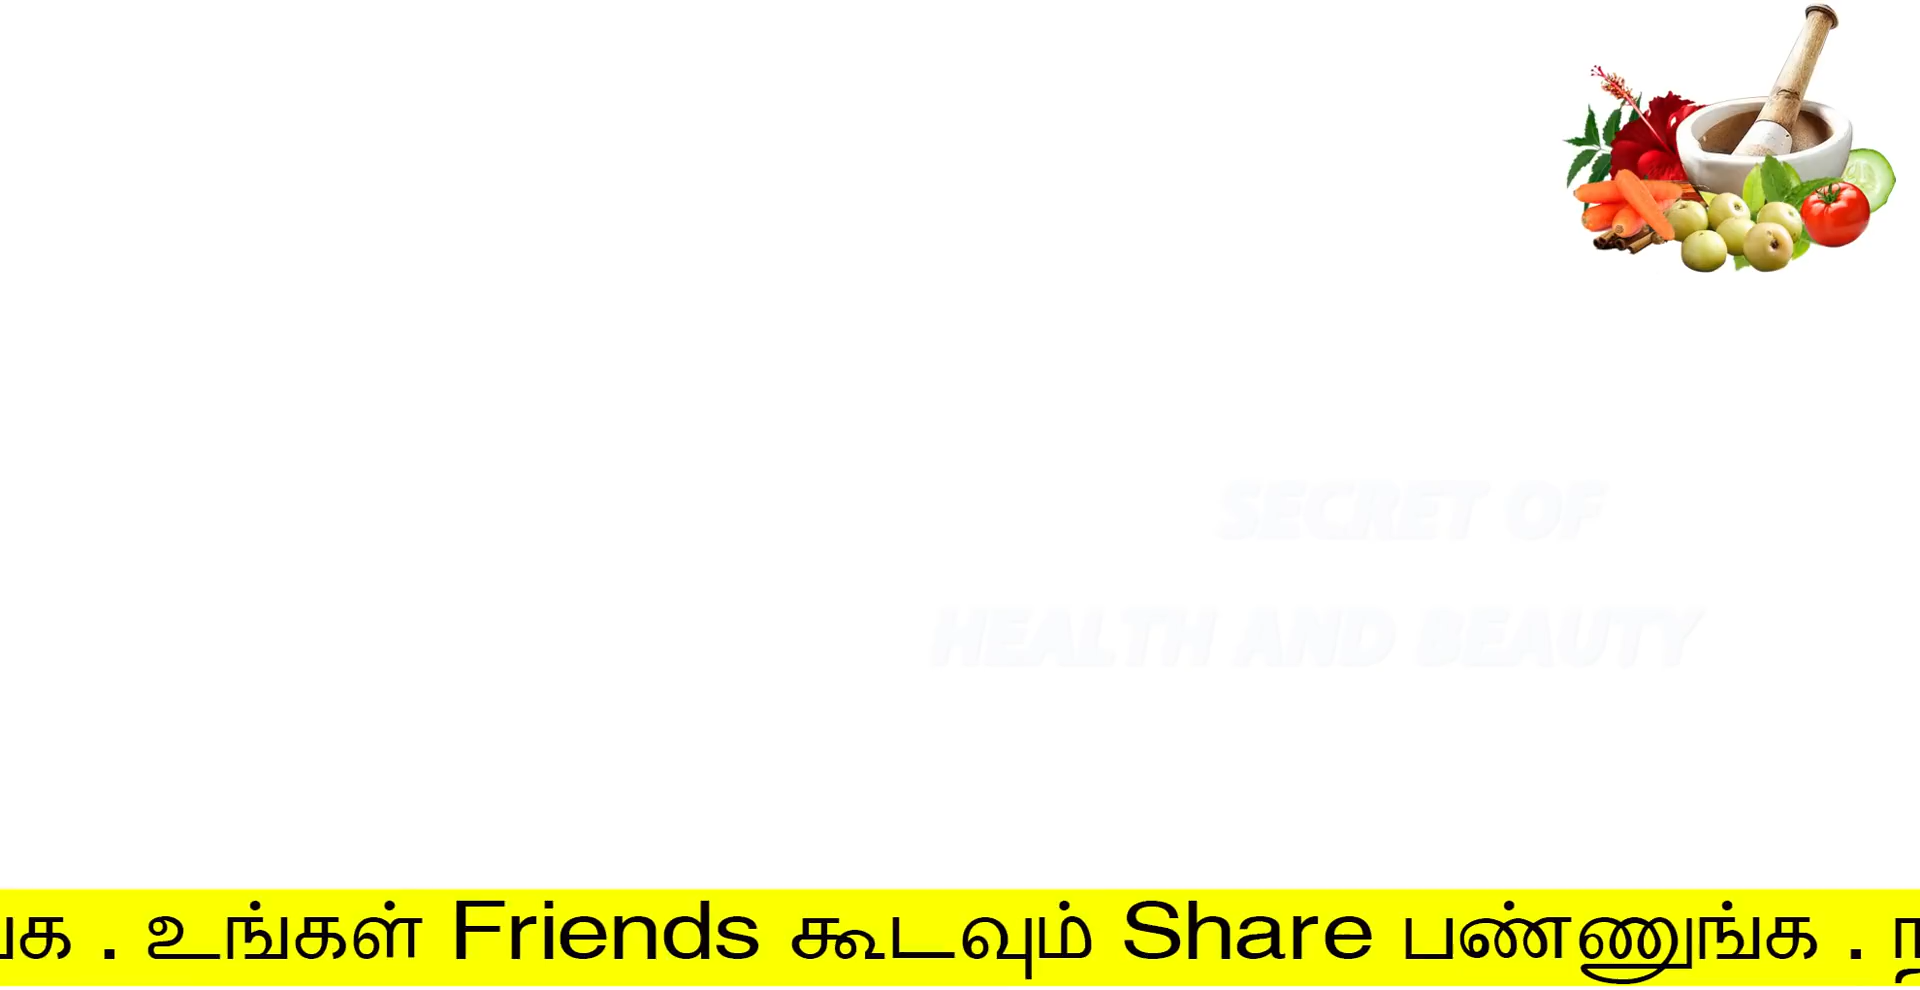 SECRET OF
HEALTH AND BEAUTY
. உங்கள் Friends கூடவும் Share பண்ணுங்க .